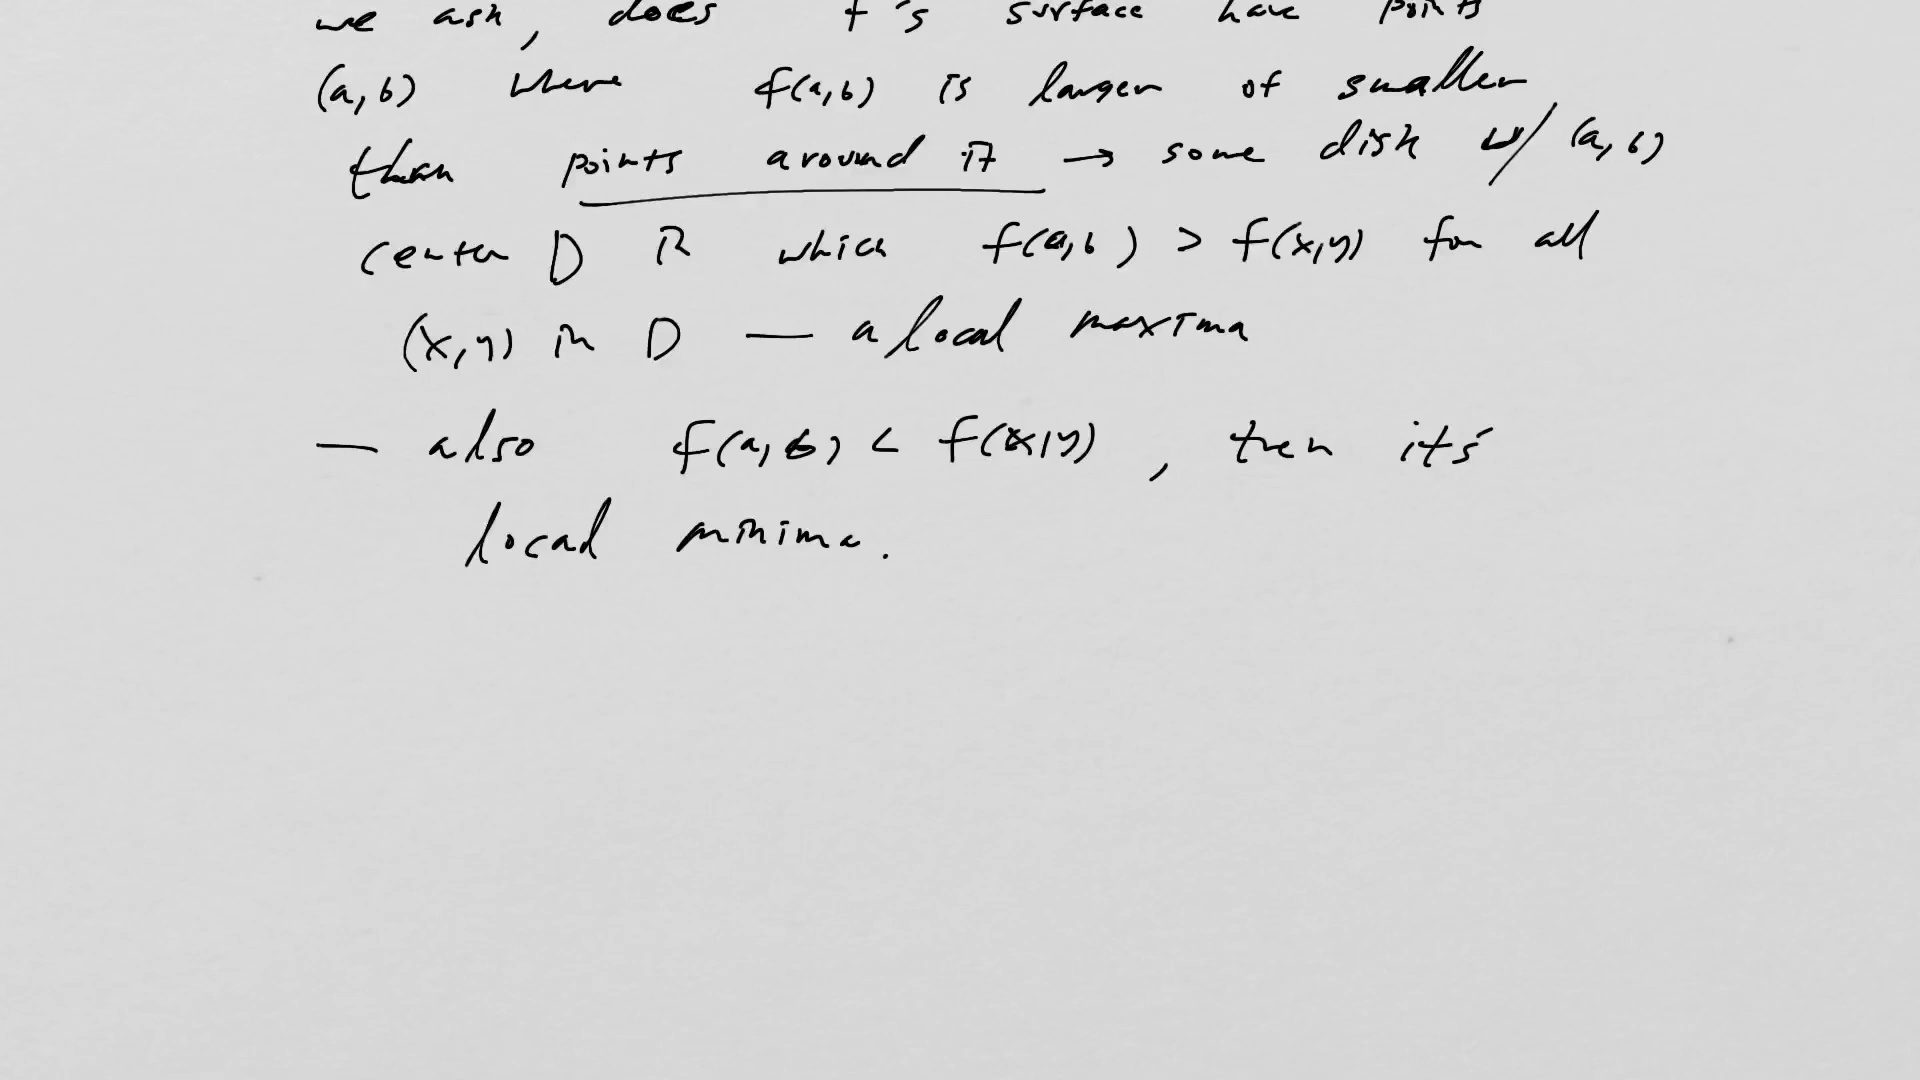 we ask, does f's surface have points
(a, b) where f(a,b) is larger of smaller
than points around it → some disk w/ (a, b)
center D R which f(a,b) > f(x,y) for all
(x,y) in D — a local maxima
— also f(a,b) < f(x,y), then its
local minima.